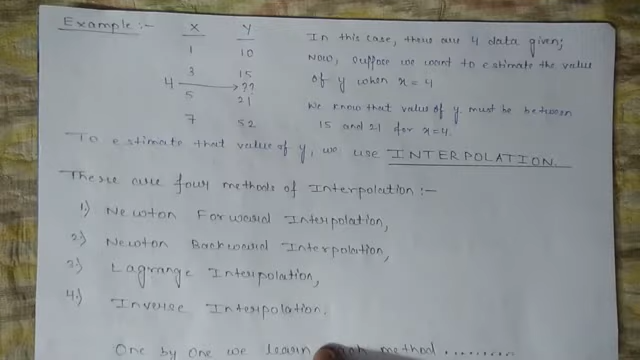 Example:-
X Y
1 10
3 15
4 → ??
5 21
7 52
In this case, there are 4 data given;
Now, suppose we want to estimate the value
of y when x = 4
We know that value of y must be between
15 and 21 for x=4.
To estimate that value of y, we use INTERPOLATION.
There are four methods of Interpolation:-
1.) Newton Forward Interpolation,
2.) Newton Backward Interpolation,
3.) Lagrange Interpolation,
4.) Inverse Interpolation.
One by one we learn each method..........